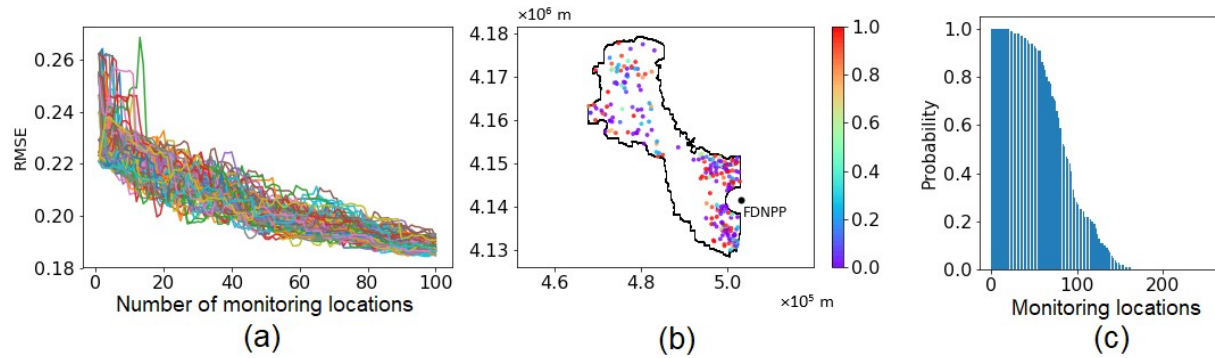 0.26
0.24
0.22
0.20
0.18
RMSE
0 20 40 60 80 100
Number of monitoring locations
(a)
×10⁶ m
4.18
4.17
4.16
4.15
4.14
4.13
FDNPP
4.6 4.8 5.0
×10⁵ m
(b)
1.0
0.8
0.6
0.4
0.2
0.0
1.0
0.8
0.6
0.4
0.2
0.0
Probability
0 100 200
Monitoring locations
(c)